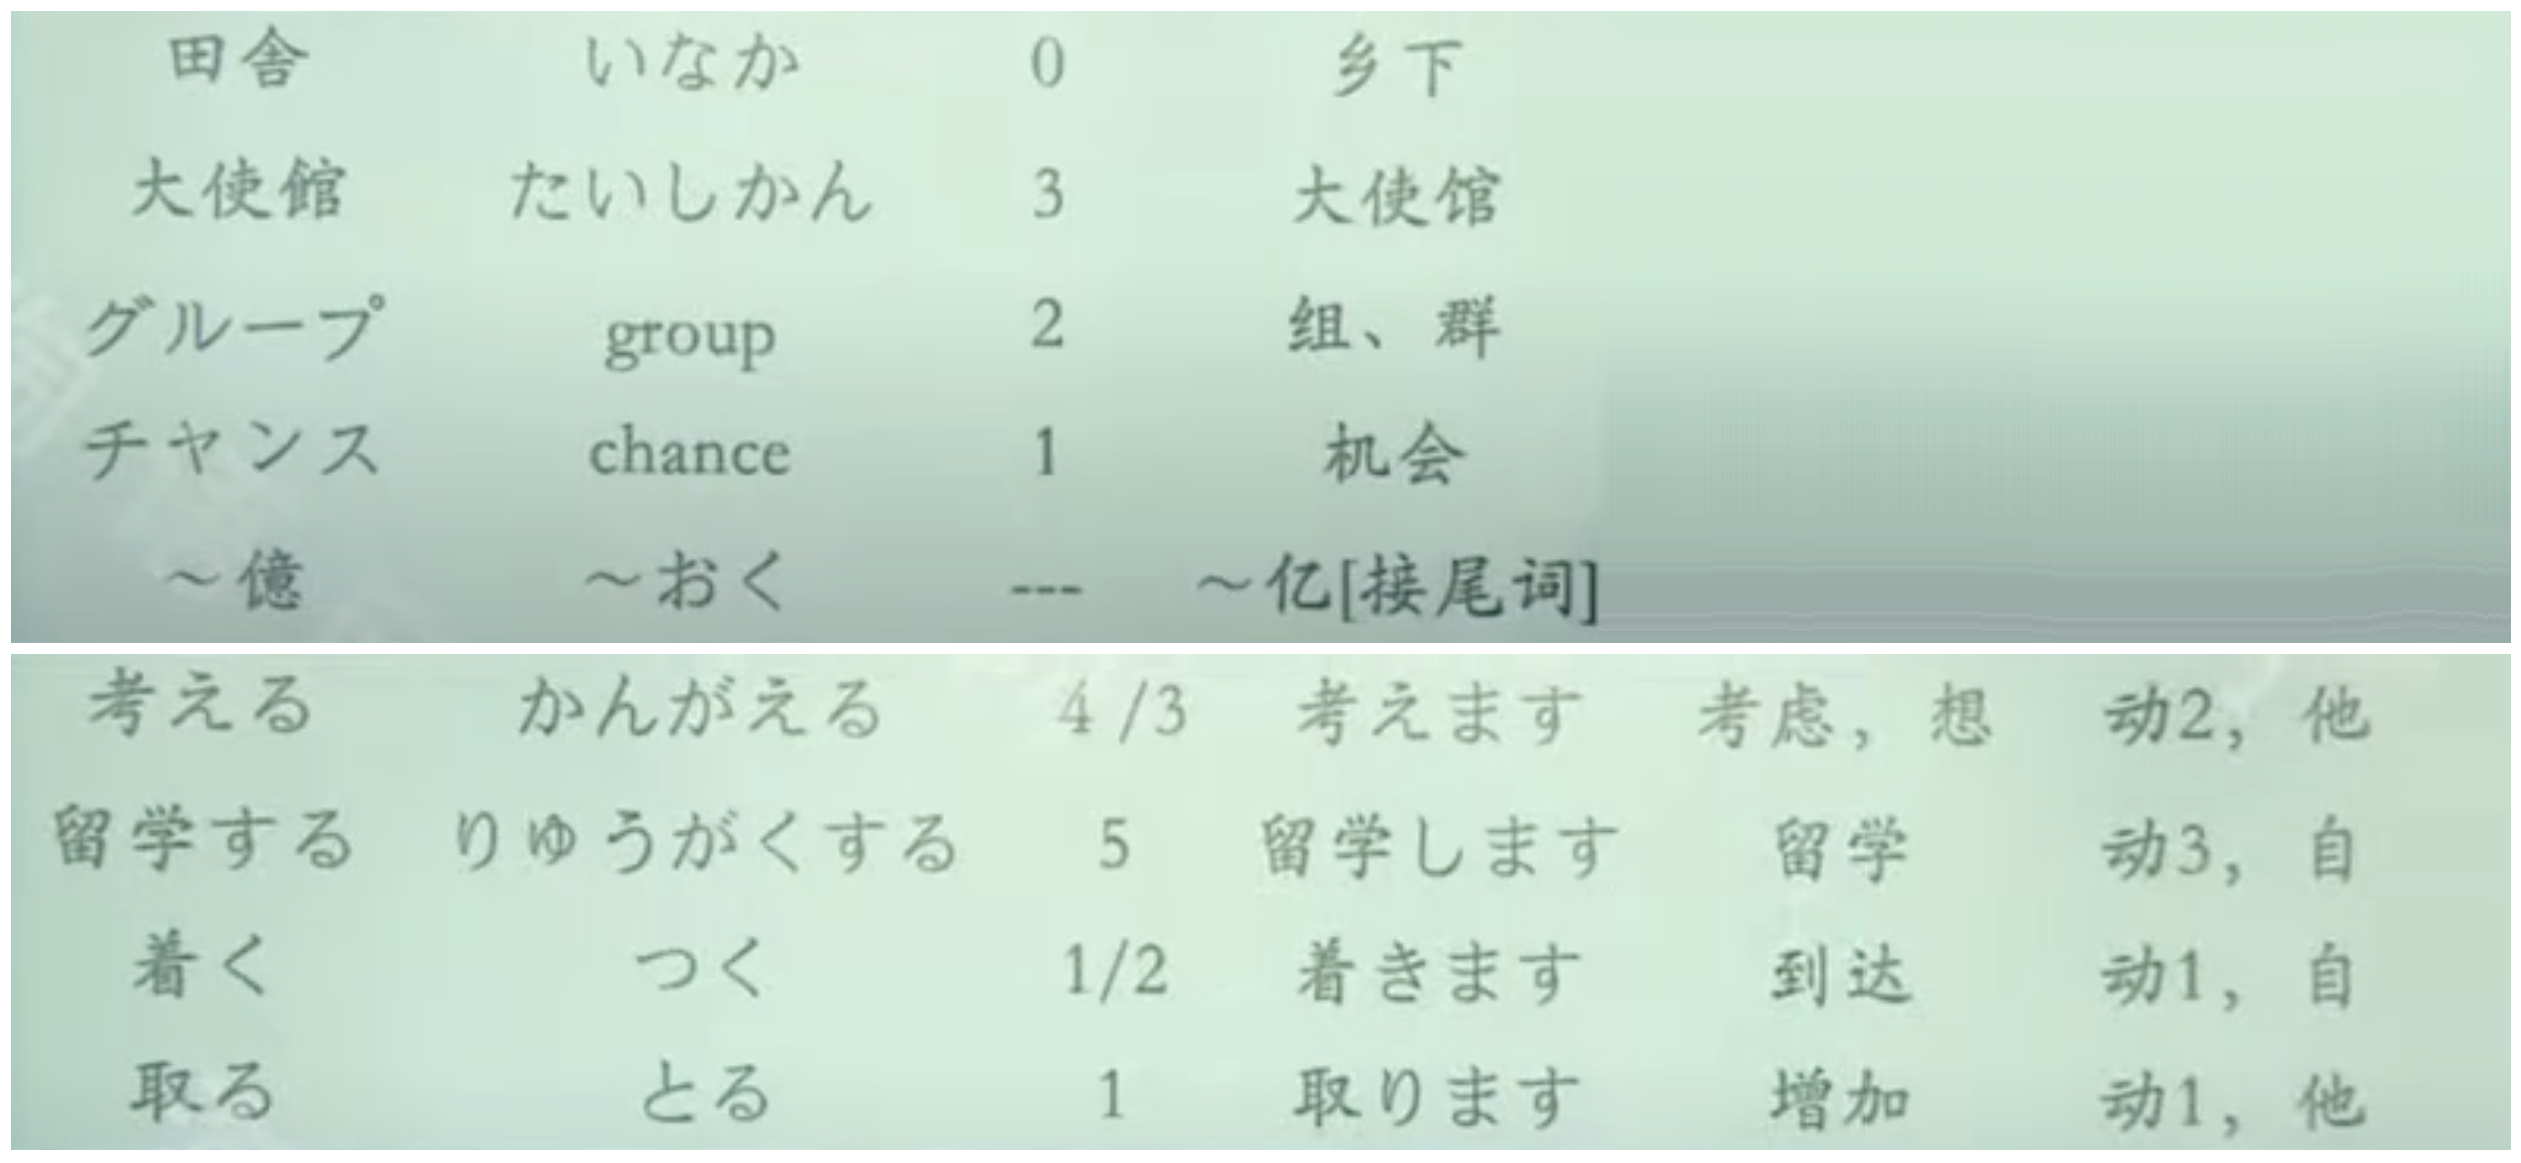 田舎 いなか 0 乡下
大使館 たいしかん 3 大使馆
グループ group 2 组、群
チャンス chance 1 机会
～億 ～おく --- ～亿[接尾词]
考える かんがえる 4/3 考えます 考虑，想 动2，他
留学する りゅうがくする 5 留学します 留学 动3，自
着く つく 1/2 着きます 到达 动1，自
取る とる 1 取ります 增加 动1，他